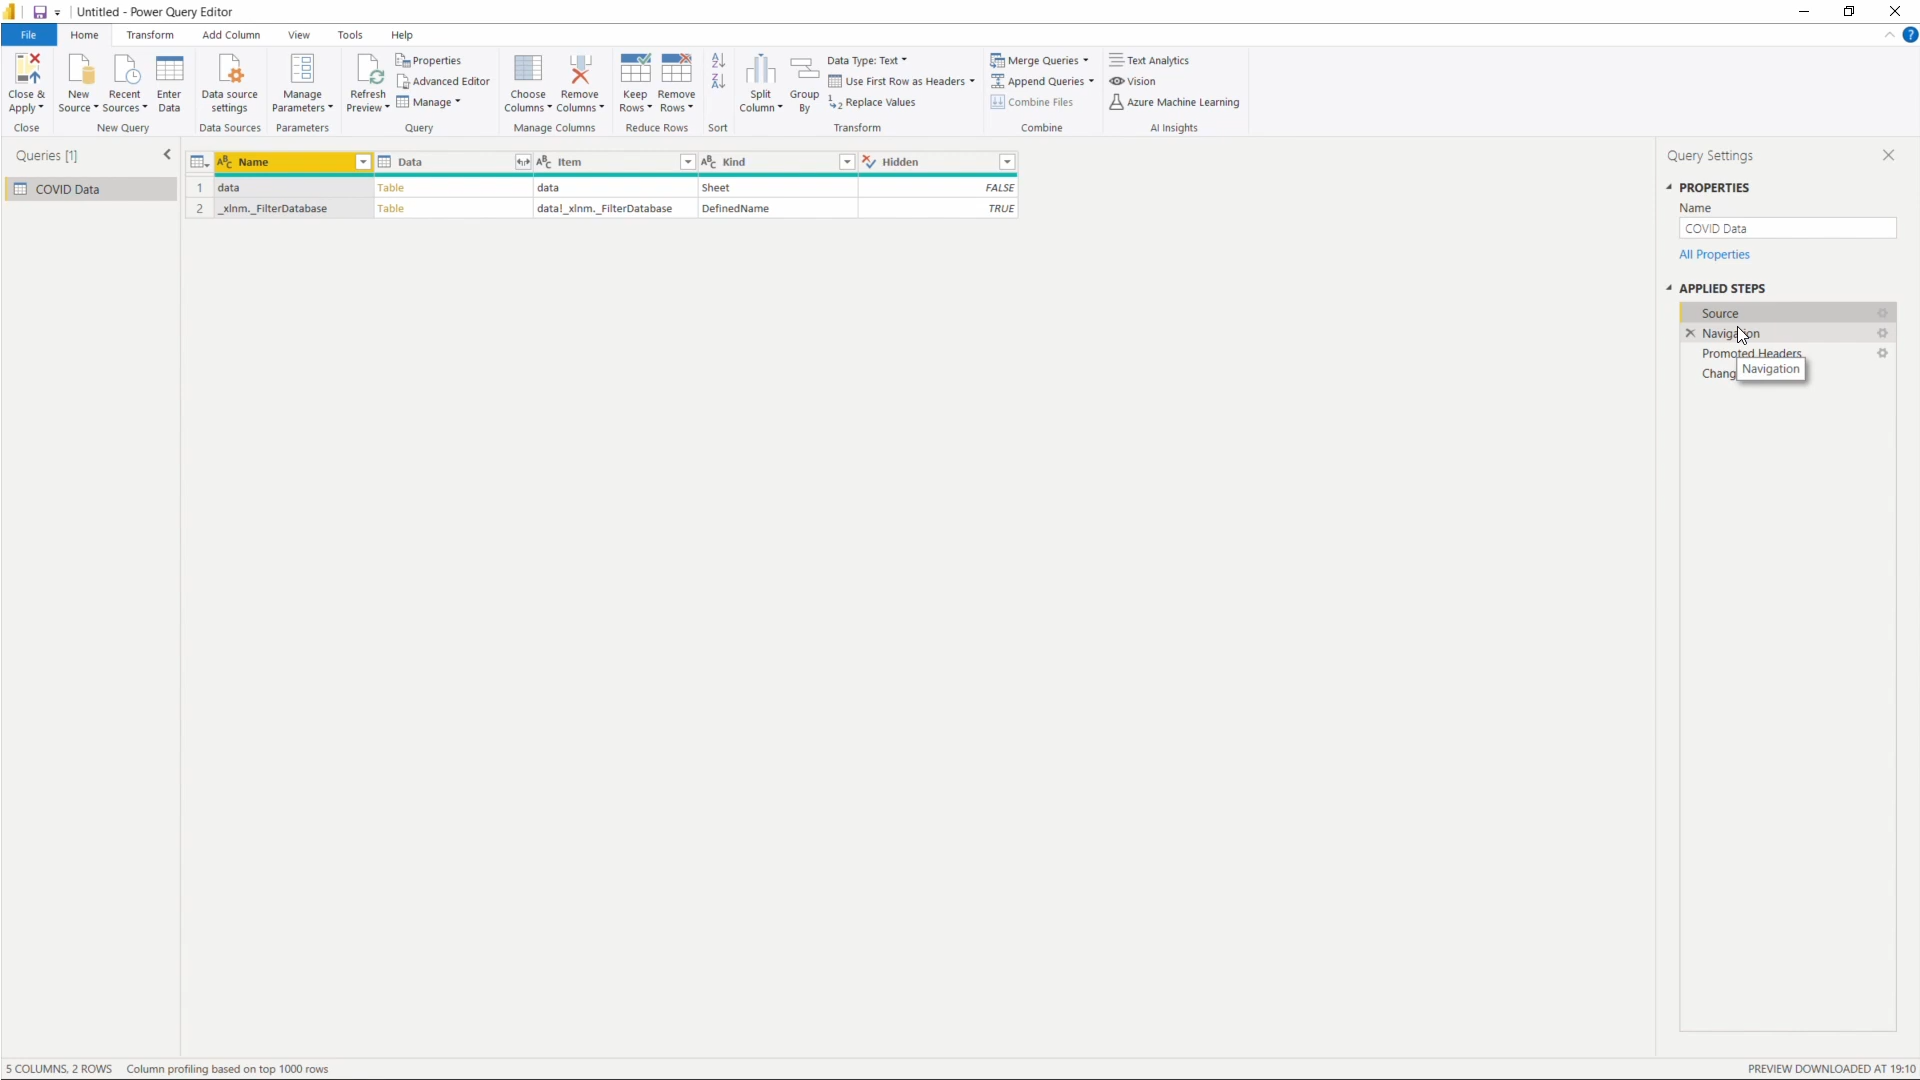 Untitled - Power Query Editor
File Home Transform Add Column View Tools Help
Close & Apply
Close
New Source
Recent Sources
Enter Data
New Query
Data source settings
Data Sources
Manage Parameters
Parameters
Refresh Preview
Properties
Advanced Editor
Manage
Query
Choose Columns
Remove Columns
Manage Columns
Keep Rows
Remove Rows
Reduce Rows
Sort
Split Column
Group By
Data Type: Text
Use First Row as Headers
Replace Values
Transform
Merge Queries
Append Queries
Combine Files
Combine
Text Analytics
Vision
Azure Machine Learning
AI Insights
Queries [1]
COVID Data
Name Data Item Kind Hidden
1 data Table data Sheet FALSE
2 _xlnm._FilterDatabase Table data!_xlnm._FilterDatabase DefinedName TRUE
Query Settings
PROPERTIES
Name
COVID Data
All Properties
APPLIED STEPS
Source
Navigation
Promoted Headers
Chang
Navigation
5 COLUMNS, 2 ROWS Column profiling based on top 1000 rows
PREVIEW DOWNLOADED AT 19:10